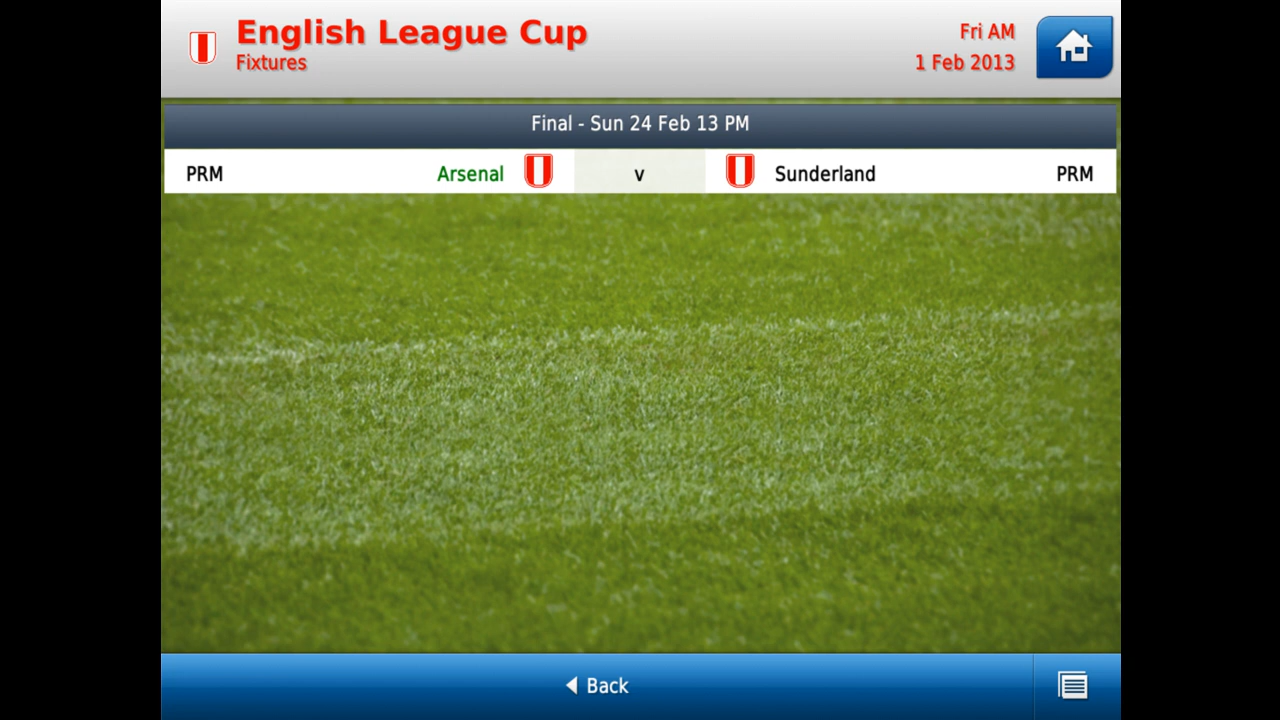 English League Cup
Fixtures
Fri AM
1 Feb 2013
Final - Sun 24 Feb 13 PM
PRM Arsenal v Sunderland PRM
Back